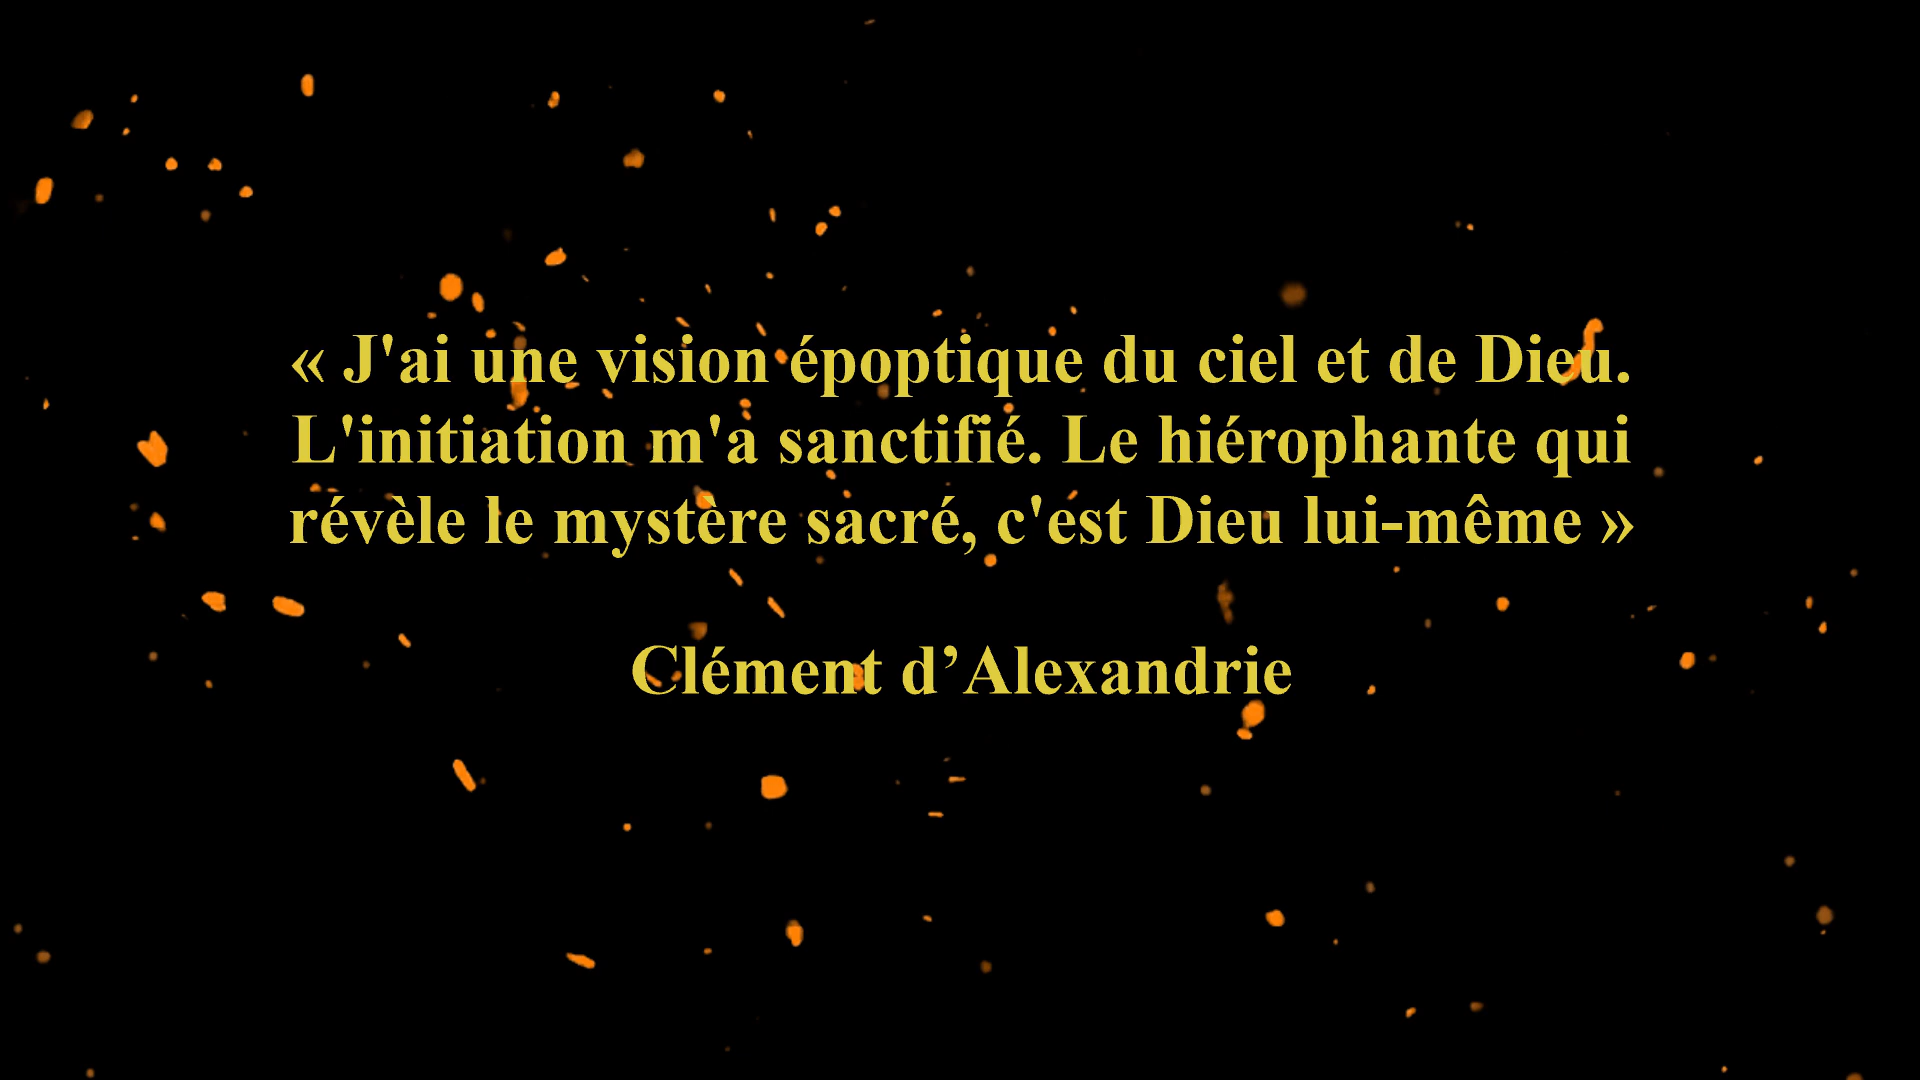 « J'ai une vision époptique du ciel et de Dieu.
L'initiation m'a sanctifié. Le hiérophante qui
révèle le mystère sacré, c'est Dieu lui-même »
Clément d’Alexandrie